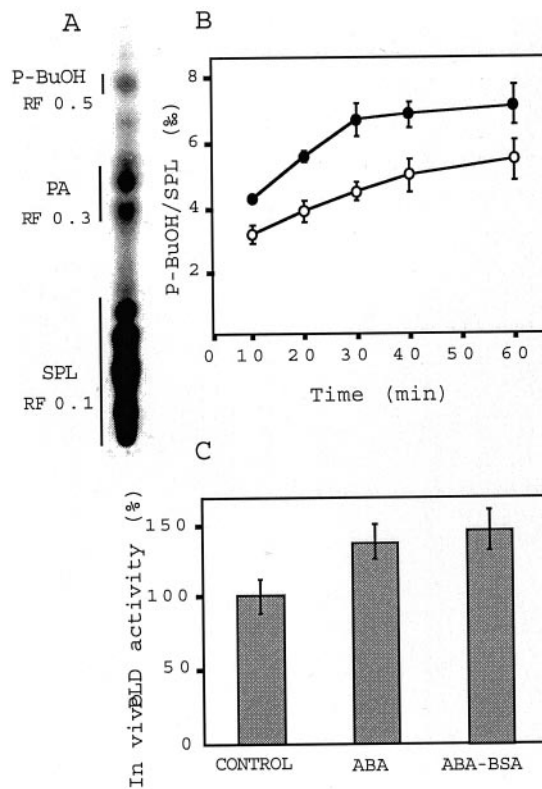 A
P-BuOH
RF 0.5
PA
RF 0.3
SPL
RF 0.1
B
P-BuOH/SPL (‰)
8
6
4
2
0 10 20 30 40 50 60
Time (min)
C
In vivo PLD activity (%)
150
100
50
0
CONTROL ABA ABA-BSA